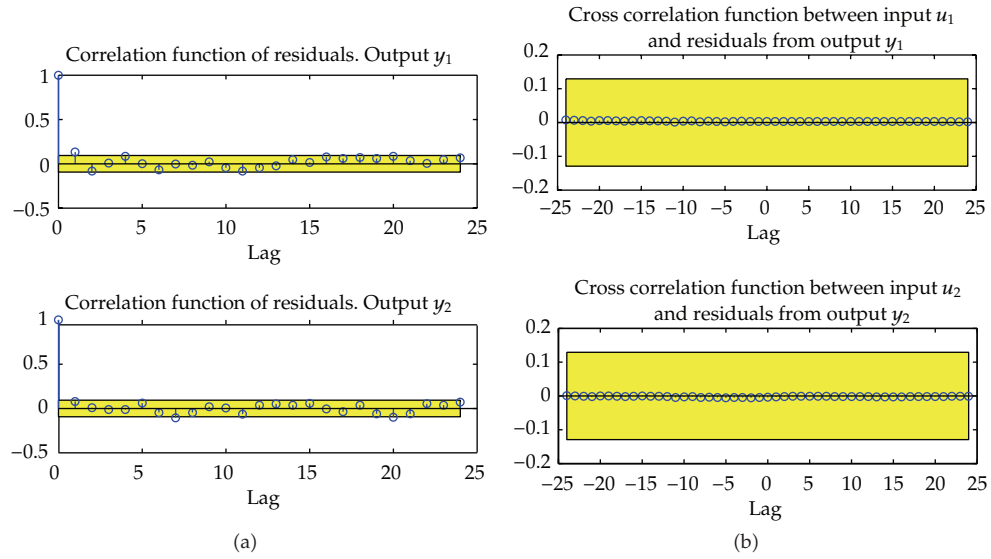 Correlation function of residuals. Output y₁
1
0.5
0
−0.5
0 5 10 15 20 25
Lag
Correlation function of residuals. Output y₂
1
0.5
0
−0.5
0 5 10 15 20 25
Lag
(a)
Cross correlation function between input u₁
and residuals from output y₁
0.2
0.1
0
−0.1
−0.2
−25 −20 −15 −10 −5 0 5 10 15 20 25
Lag
Cross correlation function between input u₂
and residuals from output y₂
0.2
0.1
0
−0.1
−0.2
−25 −20 −15 −10 −5 0 5 10 15 20 25
Lag
(b)